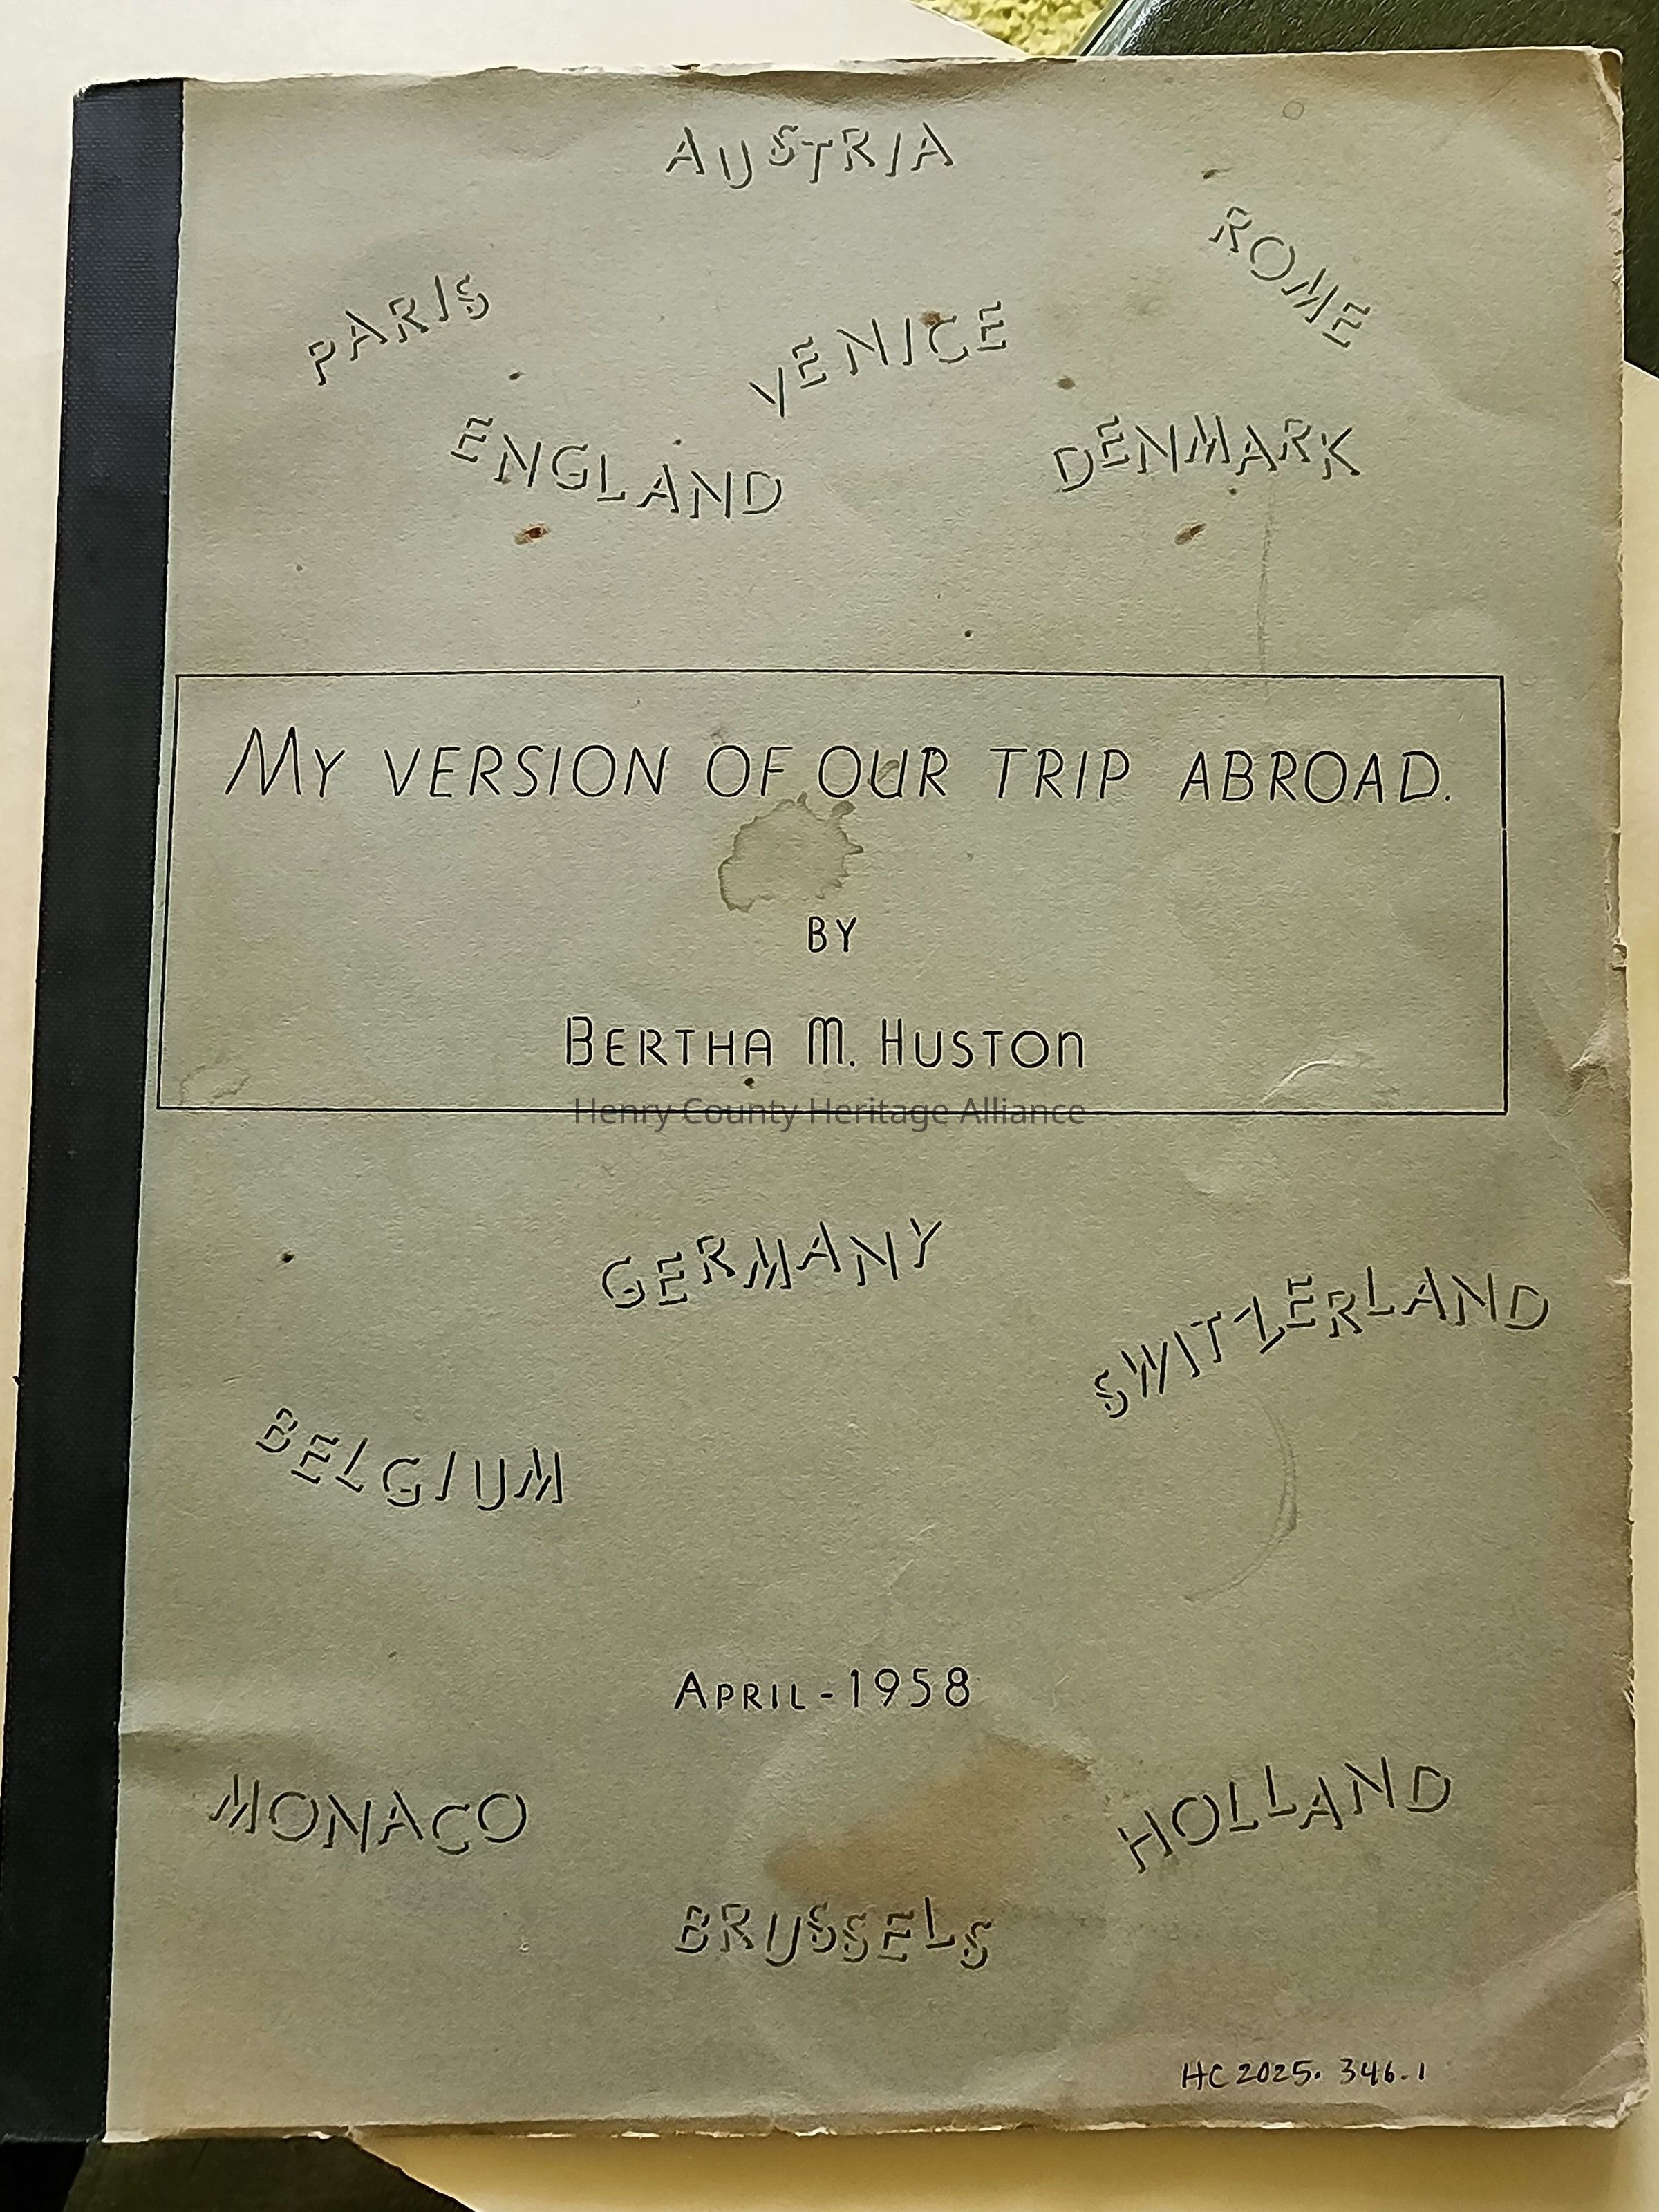 AUSTRIA
ROME
PARIS
VENICE
ENGLAND
DENMARK
MY VERSION OF OUR TRIP ABROAD.
BY
BERTHA M. HUSTON
Henry County Heritage Alliance
GERMANY
SWITZERLAND
BELGIUM
APRIL-1958
MONACO
HOLLAND
BRUSSELS
HC 2025. 346.1